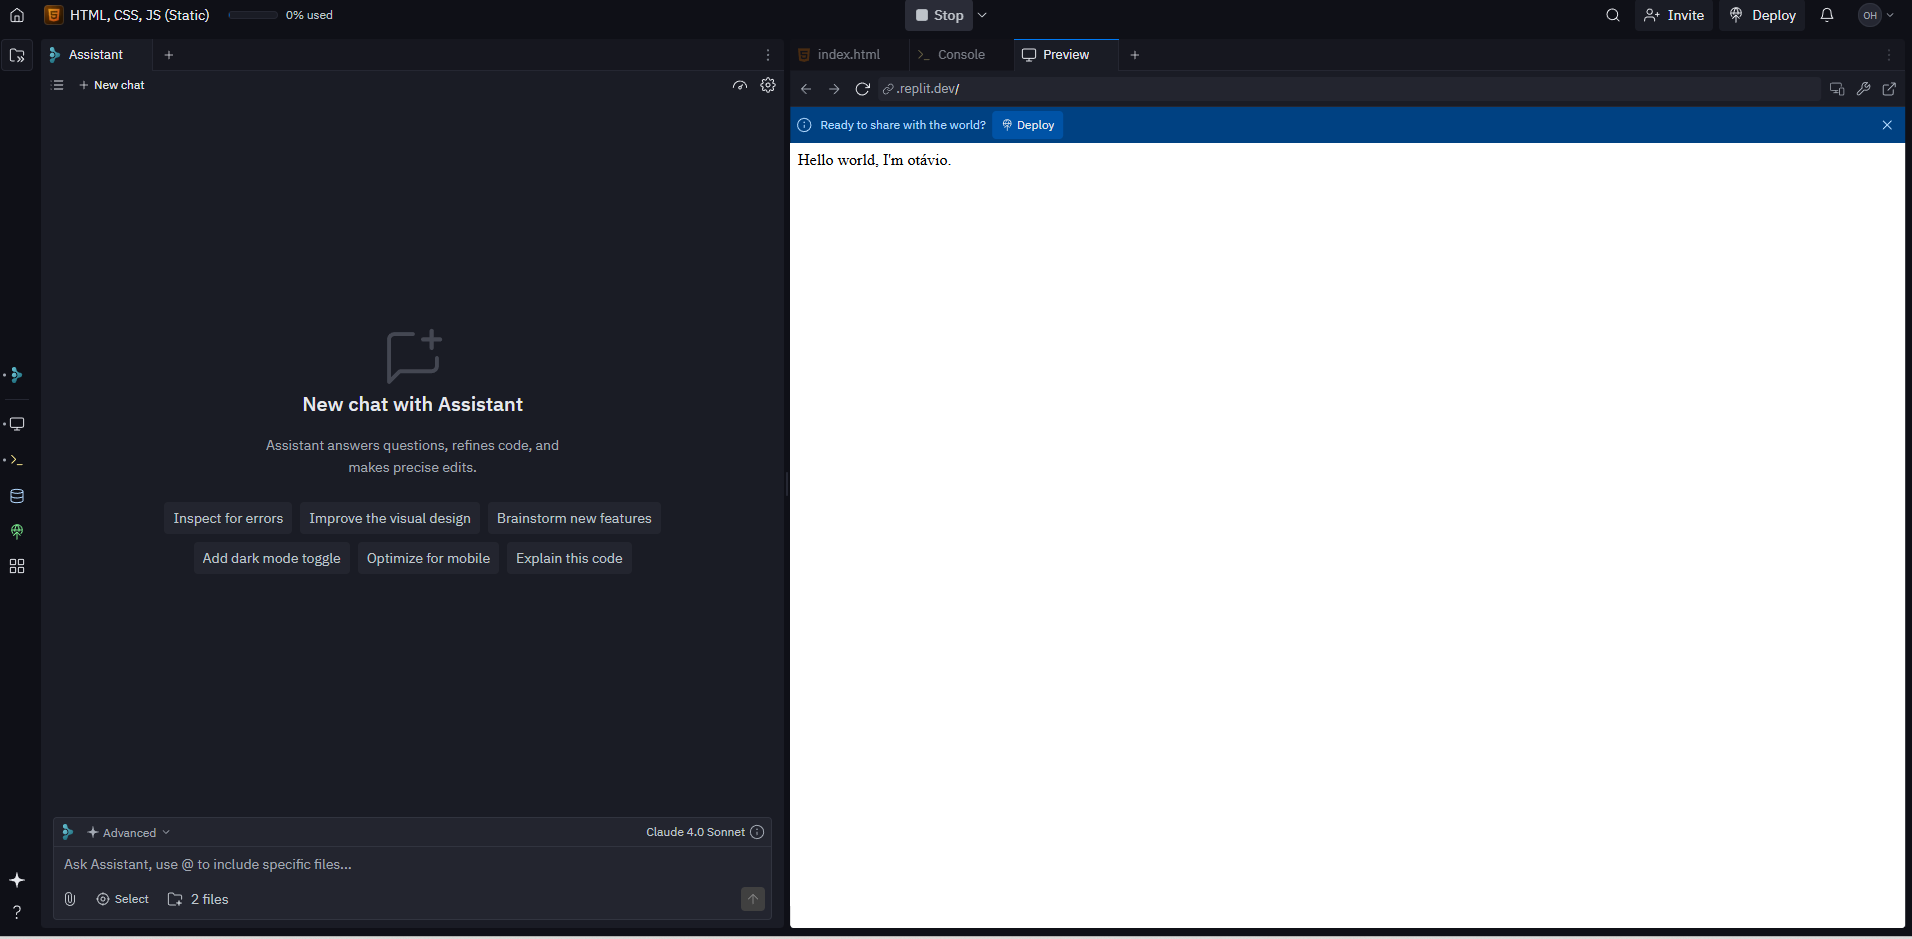 HTML, CSS, JS (Static) 0% used Stop Invite Deploy OH
Assistant
New chat
New chat with Assistant
Assistant answers questions, refines code, and
makes precise edits.
Inspect for errors Improve the visual design Brainstorm new features
Add dark mode toggle Optimize for mobile Explain this code
Advanced Claude 4.0 Sonnet
Ask Assistant, use @ to include specific files...
Select 2 files
index.html Console Preview
.replit.dev/
Ready to share with the world? Deploy
Hello world, I'm otávio.